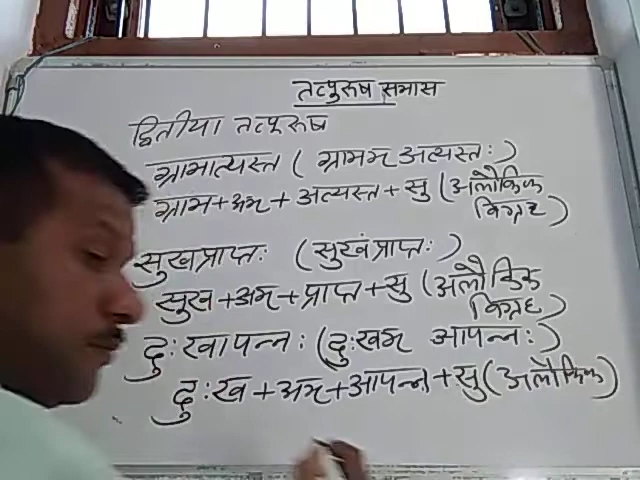 तत्पुरुष समास
द्वितीया तत्पुरुष
ग्रामात्यस्त ( ग्रामम् अत्यस्तः )
ग्राम + अम् + अत्यस्त + सु (अलौकिक
विग्रह )
सुखप्राप्तः (सुखंप्राप्तः )
सुख + अम् + प्राप्त + सु (अलौकिक
विग्रह)
दुःखापन्नः (दुःखम् आपन्नः )
दुःख + अम् + आपन्न + सु (अलौकिक)